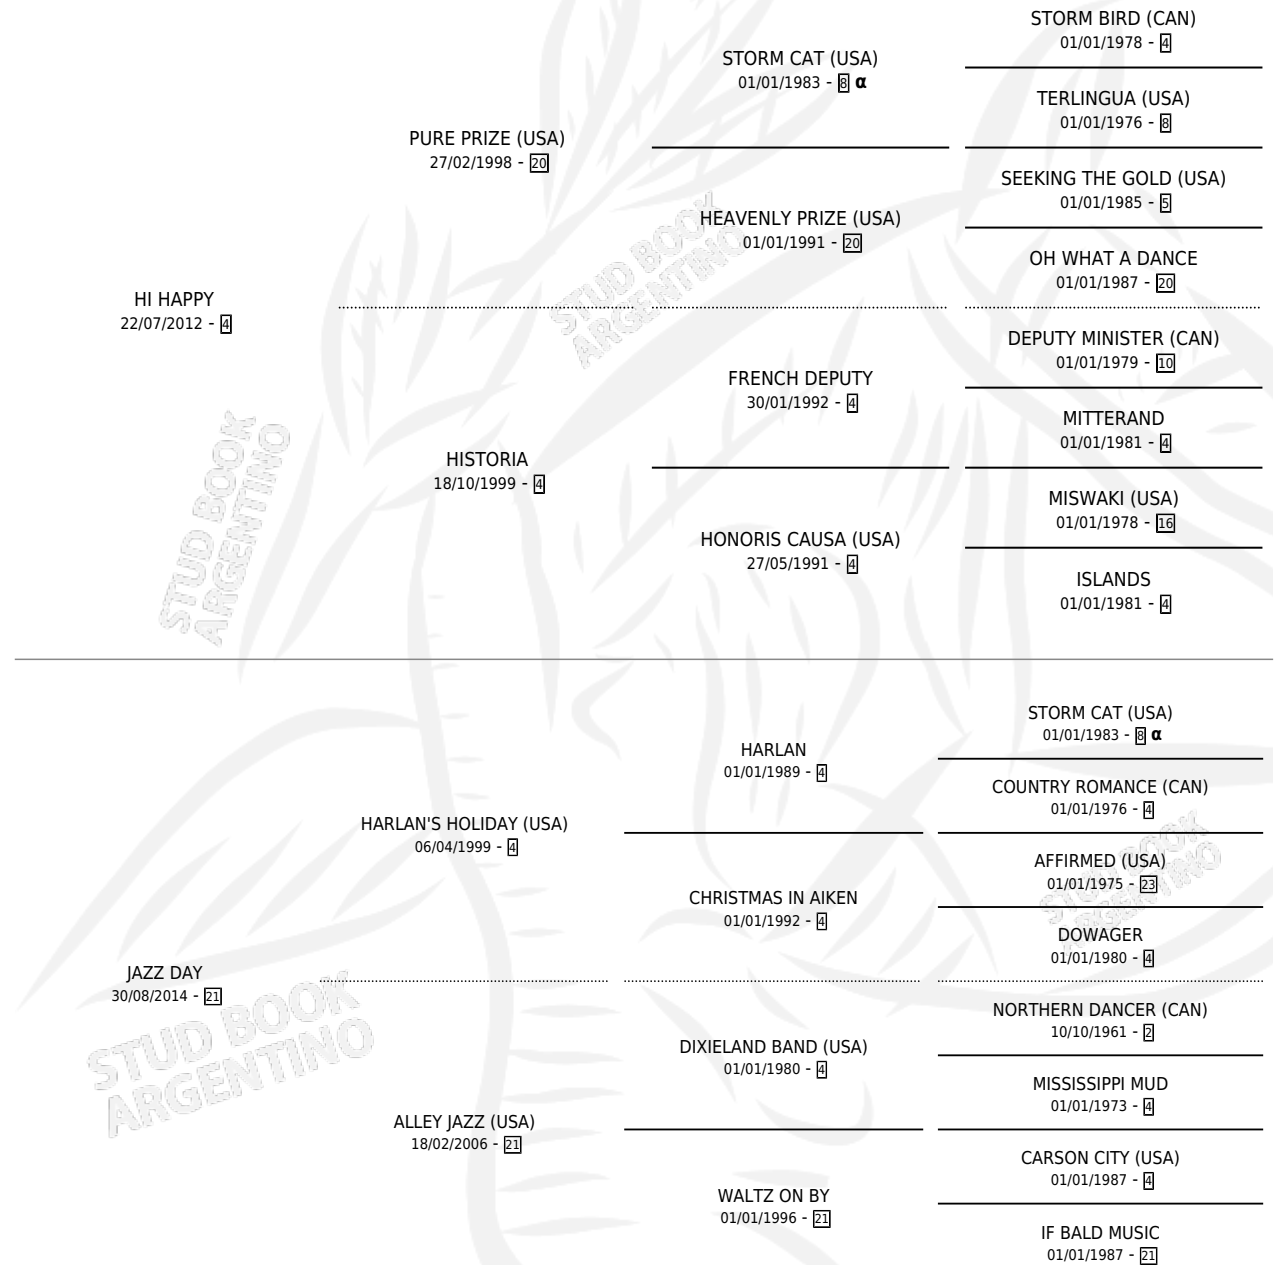 STORM BIRD (CAN)
01/01/1978 - 4
STORM CAT (USA)
01/01/1983 - 8 α
TERLINGUA (USA)
01/01/1976 - 8
PURE PRIZE (USA)
27/02/1998 - 20
SEEKING THE GOLD (USA)
01/01/1985 - 5
HEAVENLY PRIZE (USA)
01/01/1991 - 20
OH WHAT A DANCE
01/01/1987 - 20
HI HAPPY
22/07/2012 - 4
DEPUTY MINISTER (CAN)
01/01/1979 - 10
FRENCH DEPUTY
30/01/1992 - 4
MITTERAND
01/01/1981 - 4
HISTORIA
18/10/1999 - 4
MISWAKI (USA)
01/01/1978 - 16
HONORIS CAUSA (USA)
27/05/1991 - 4
ISLANDS
01/01/1981 - 4
STUD BOOK
ARGENTINO
STUD BOOK
ARGENTINO
STORM CAT (USA)
01/01/1983 - 8 α
HARLAN
01/01/1989 - 4
COUNTRY ROMANCE (CAN)
01/01/1976 - 4
HARLAN'S HOLIDAY (USA)
06/04/1999 - 4
AFFIRMED (USA)
01/01/1975 - 23
CHRISTMAS IN AIKEN
01/01/1992 - 4
DOWAGER
01/01/1980 - 4
STUD BOOK
ARGENTINO
JAZZ DAY
30/08/2014 - 21
NORTHERN DANCER (CAN)
10/10/1961 - 2
DIXIELAND BAND (USA)
01/01/1980 - 4
MISSISSIPPI MUD
01/01/1973 - 4
ALLEY JAZZ (USA)
18/02/2006 - 21
CARSON CITY (USA)
01/01/1987 - 4
WALTZ ON BY
01/01/1996 - 21
IF BALD MUSIC
01/01/1987 - 21
STUD BOOK
ARGENTINO